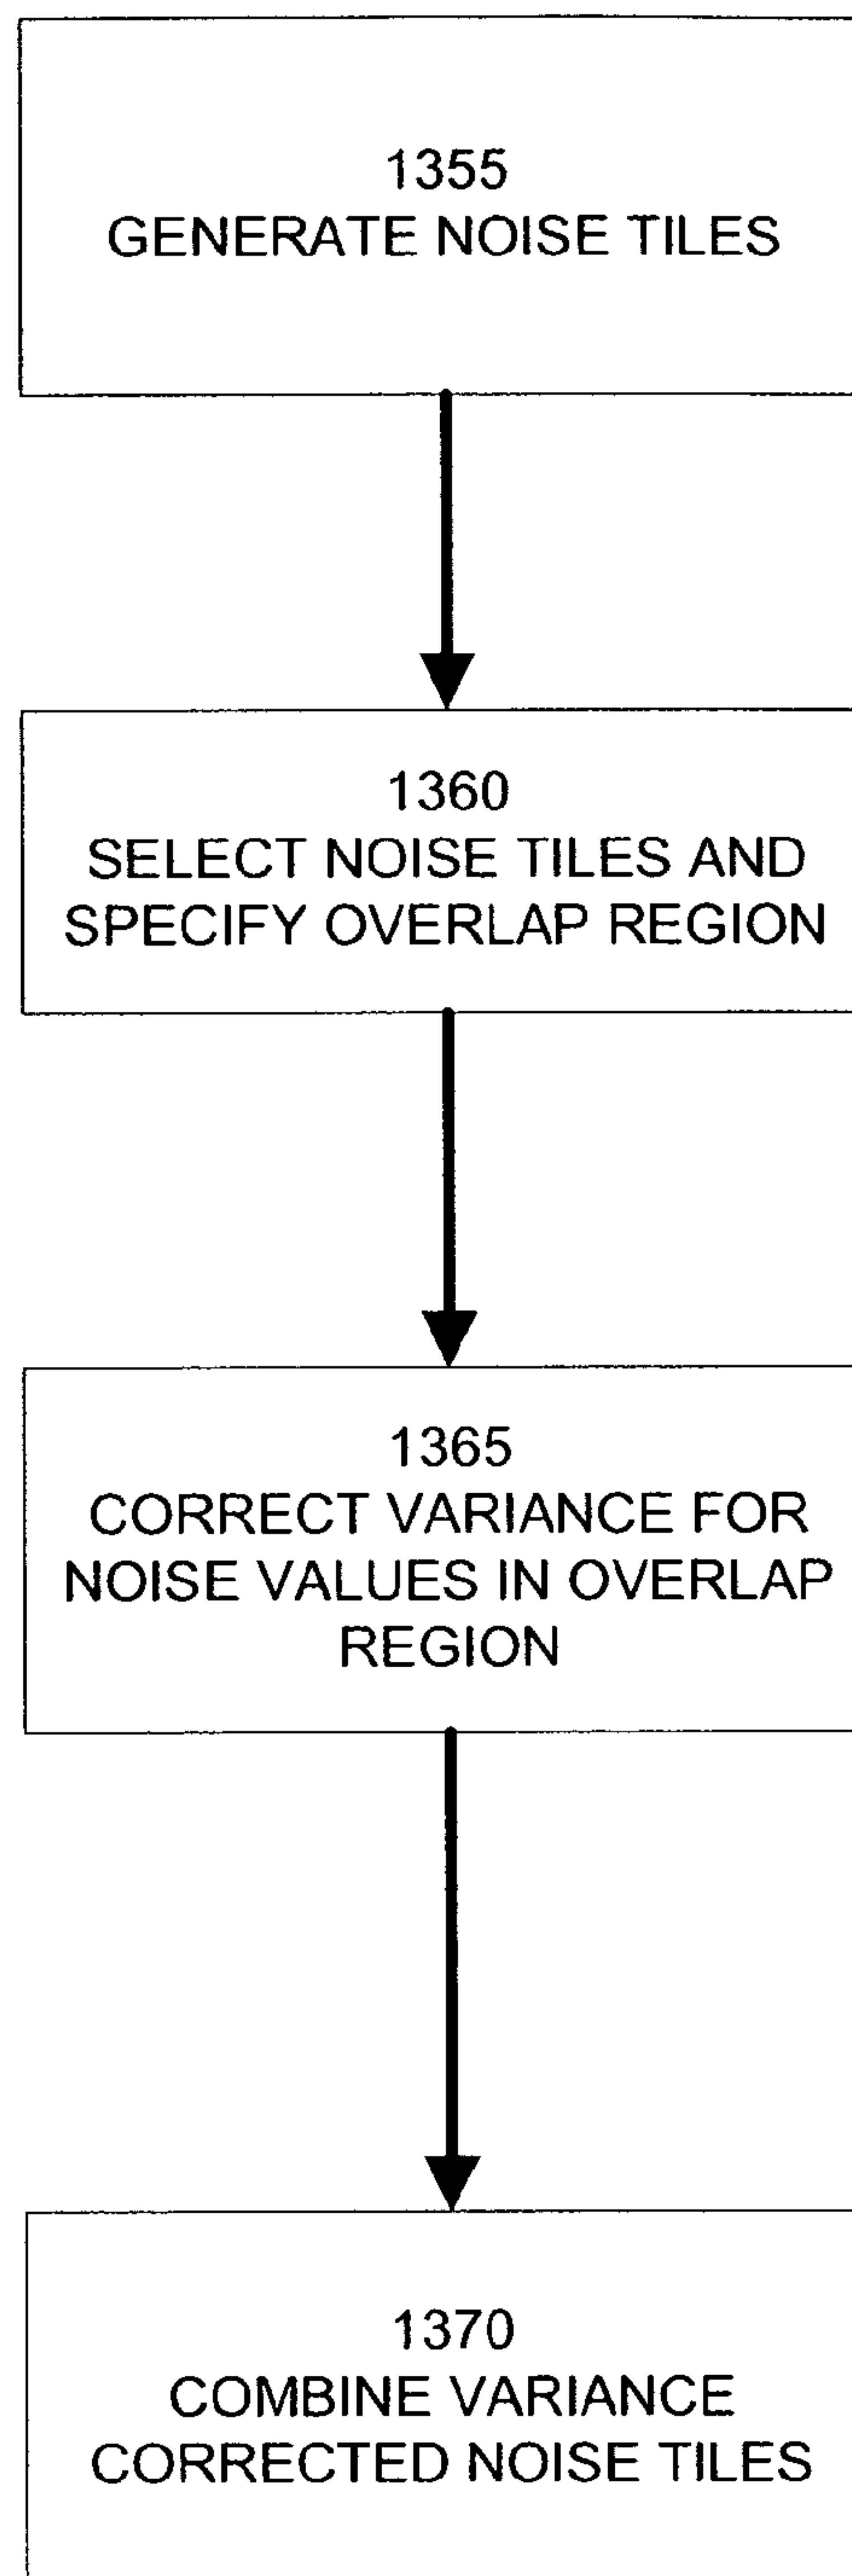 1355
GENERATE NOISE TILES
1360
SELECT NOISE TILES AND
SPECIFY OVERLAP REGION
1365
CORRECT VARIANCE FOR
NOISE VALUES IN OVERLAP
REGION
1370
COMBINE VARIANCE
CORRECTED NOISE TILES